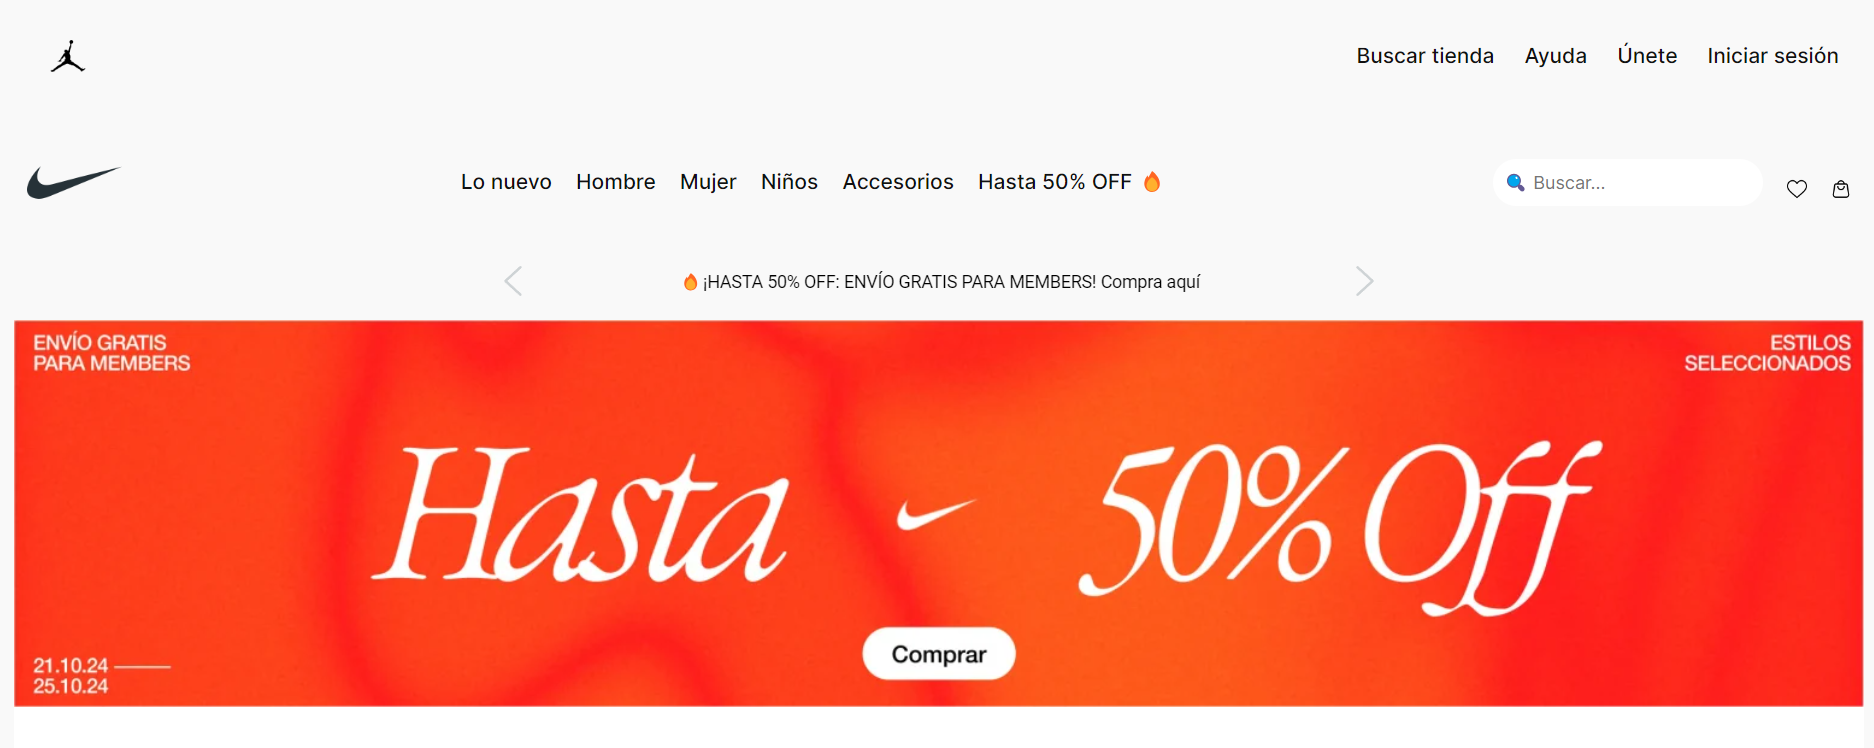 Buscar tienda Ayuda Únete Iniciar sesión
Lo nuevo Hombre Mujer Niños Accesorios Hasta 50% OFF 🔥
🔍 Buscar...
🔥 ¡HASTA 50% OFF: ENVÍO GRATIS PARA MEMBERS! Compra aquí
ENVÍO GRATIS
PARA MEMBERS
ESTILOS
SELECCIONADOS
Hasta 50% Off
Comprar
21.10.24
25.10.24